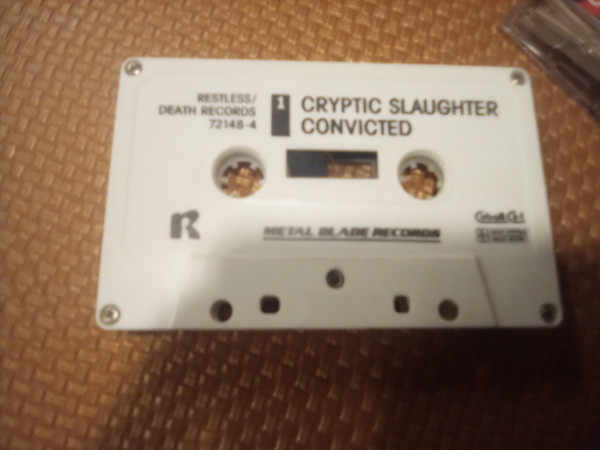 RESTLESS/
DEATH RECORDS
72148-4
1
CRYPTIC SLAUGHTER
CONVICTED
R
METAL BLADE RECORDS